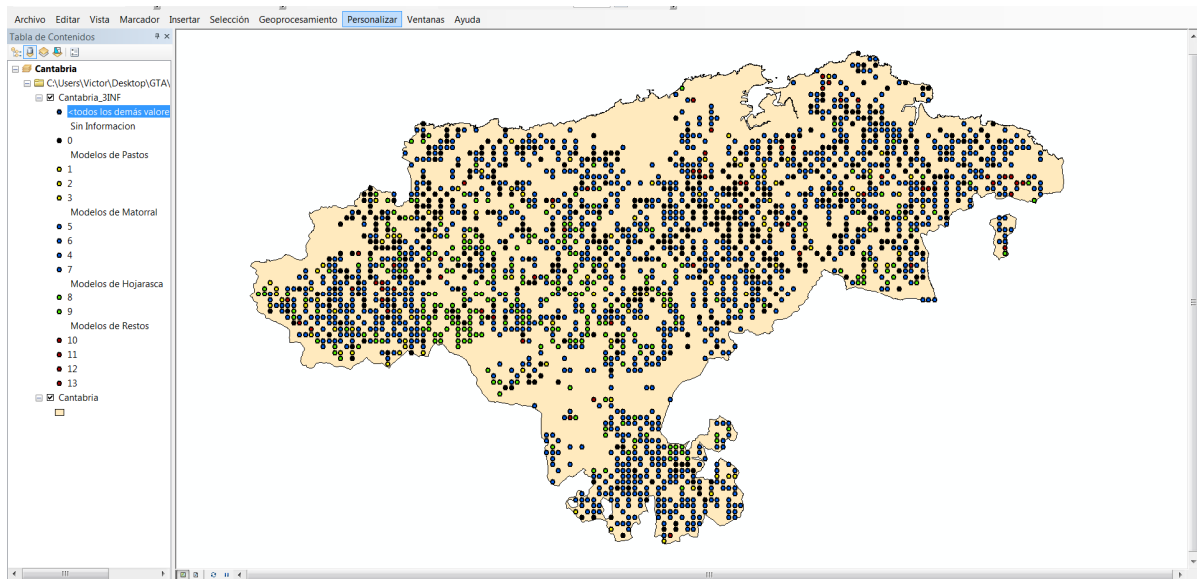 Archivo Editar Vista Marcador Insertar Selección Geoprocesamiento Personalizar Ventanas Ayuda
Tabla de Contenidos
Cantabria
C:\Users\Victor\Desktop\GTA\
Cantabria_3INF
<todos los demás valore
Sin Informacion
0
Modelos de Pastos
1
2
3
Modelos de Matorral
5
6
4
7
Modelos de Hojarasca
8
9
Modelos de Restos
10
11
12
13
Cantabria